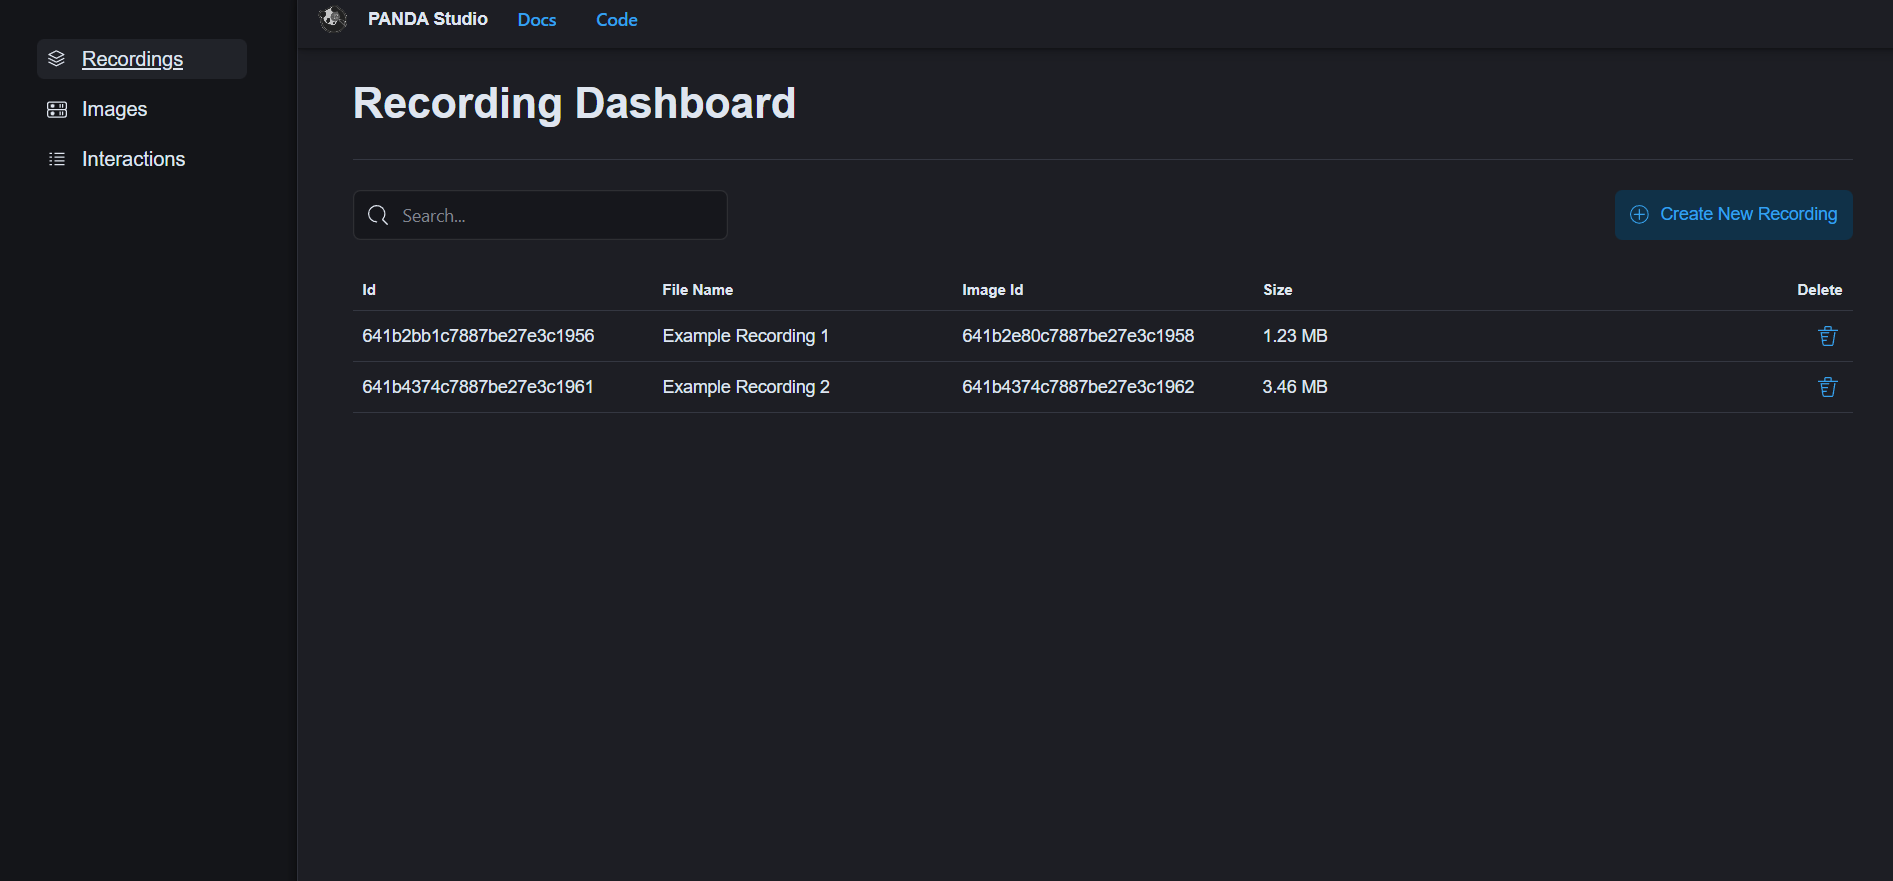 PANDA Studio Docs Code
Recordings
Images
Interactions
Recording Dashboard
Search...
Create New Recording
Id File Name Image Id Size Delete
641b2bb1c7887be27e3c1956 Example Recording 1 641b2e80c7887be27e3c1958 1.23 MB
641b4374c7887be27e3c1961 Example Recording 2 641b4374c7887be27e3c1962 3.46 MB